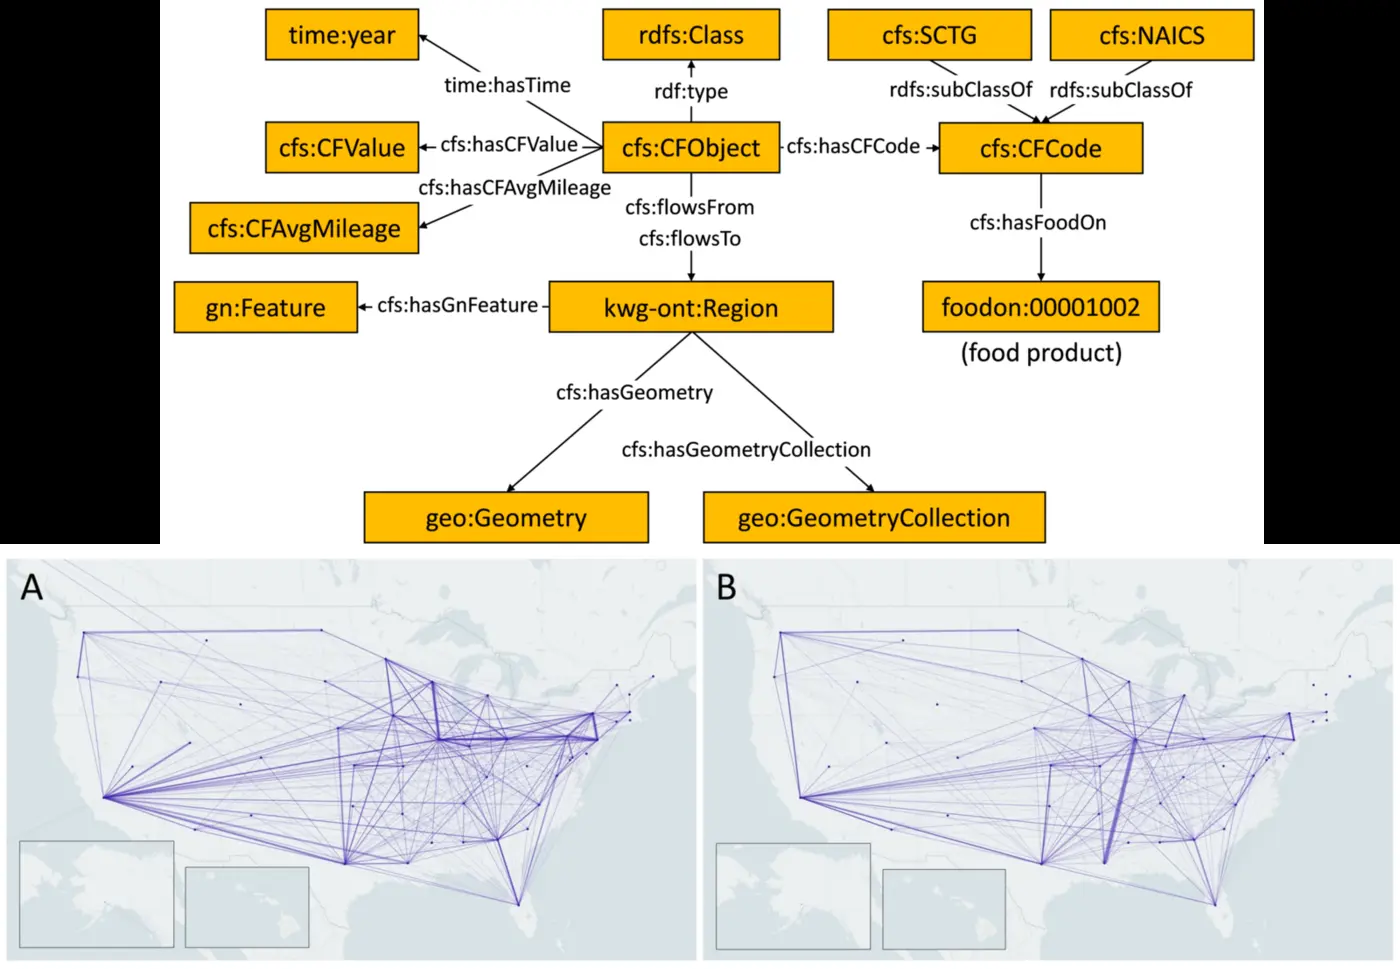 time:year
rdfs:Class
cfs:SCTG
cfs:NAICS
time:hasTime
rdf:type
rdfs:subClassOf
rdfs:subClassOf
cfs:CFValue
cfs:hasCFValue
cfs:CFObject
cfs:hasCFCode
cfs:CFCode
cfs:hasCFAvgMileage
cfs:CFAvgMileage
cfs:flowsFrom
cfs:flowsTo
cfs:hasFoodOn
gn:Feature
cfs:hasGnFeature
kwg-ont:Region
foodon:00001002
(food product)
cfs:hasGeometry
cfs:hasGeometryCollection
geo:Geometry
geo:GeometryCollection
A
B